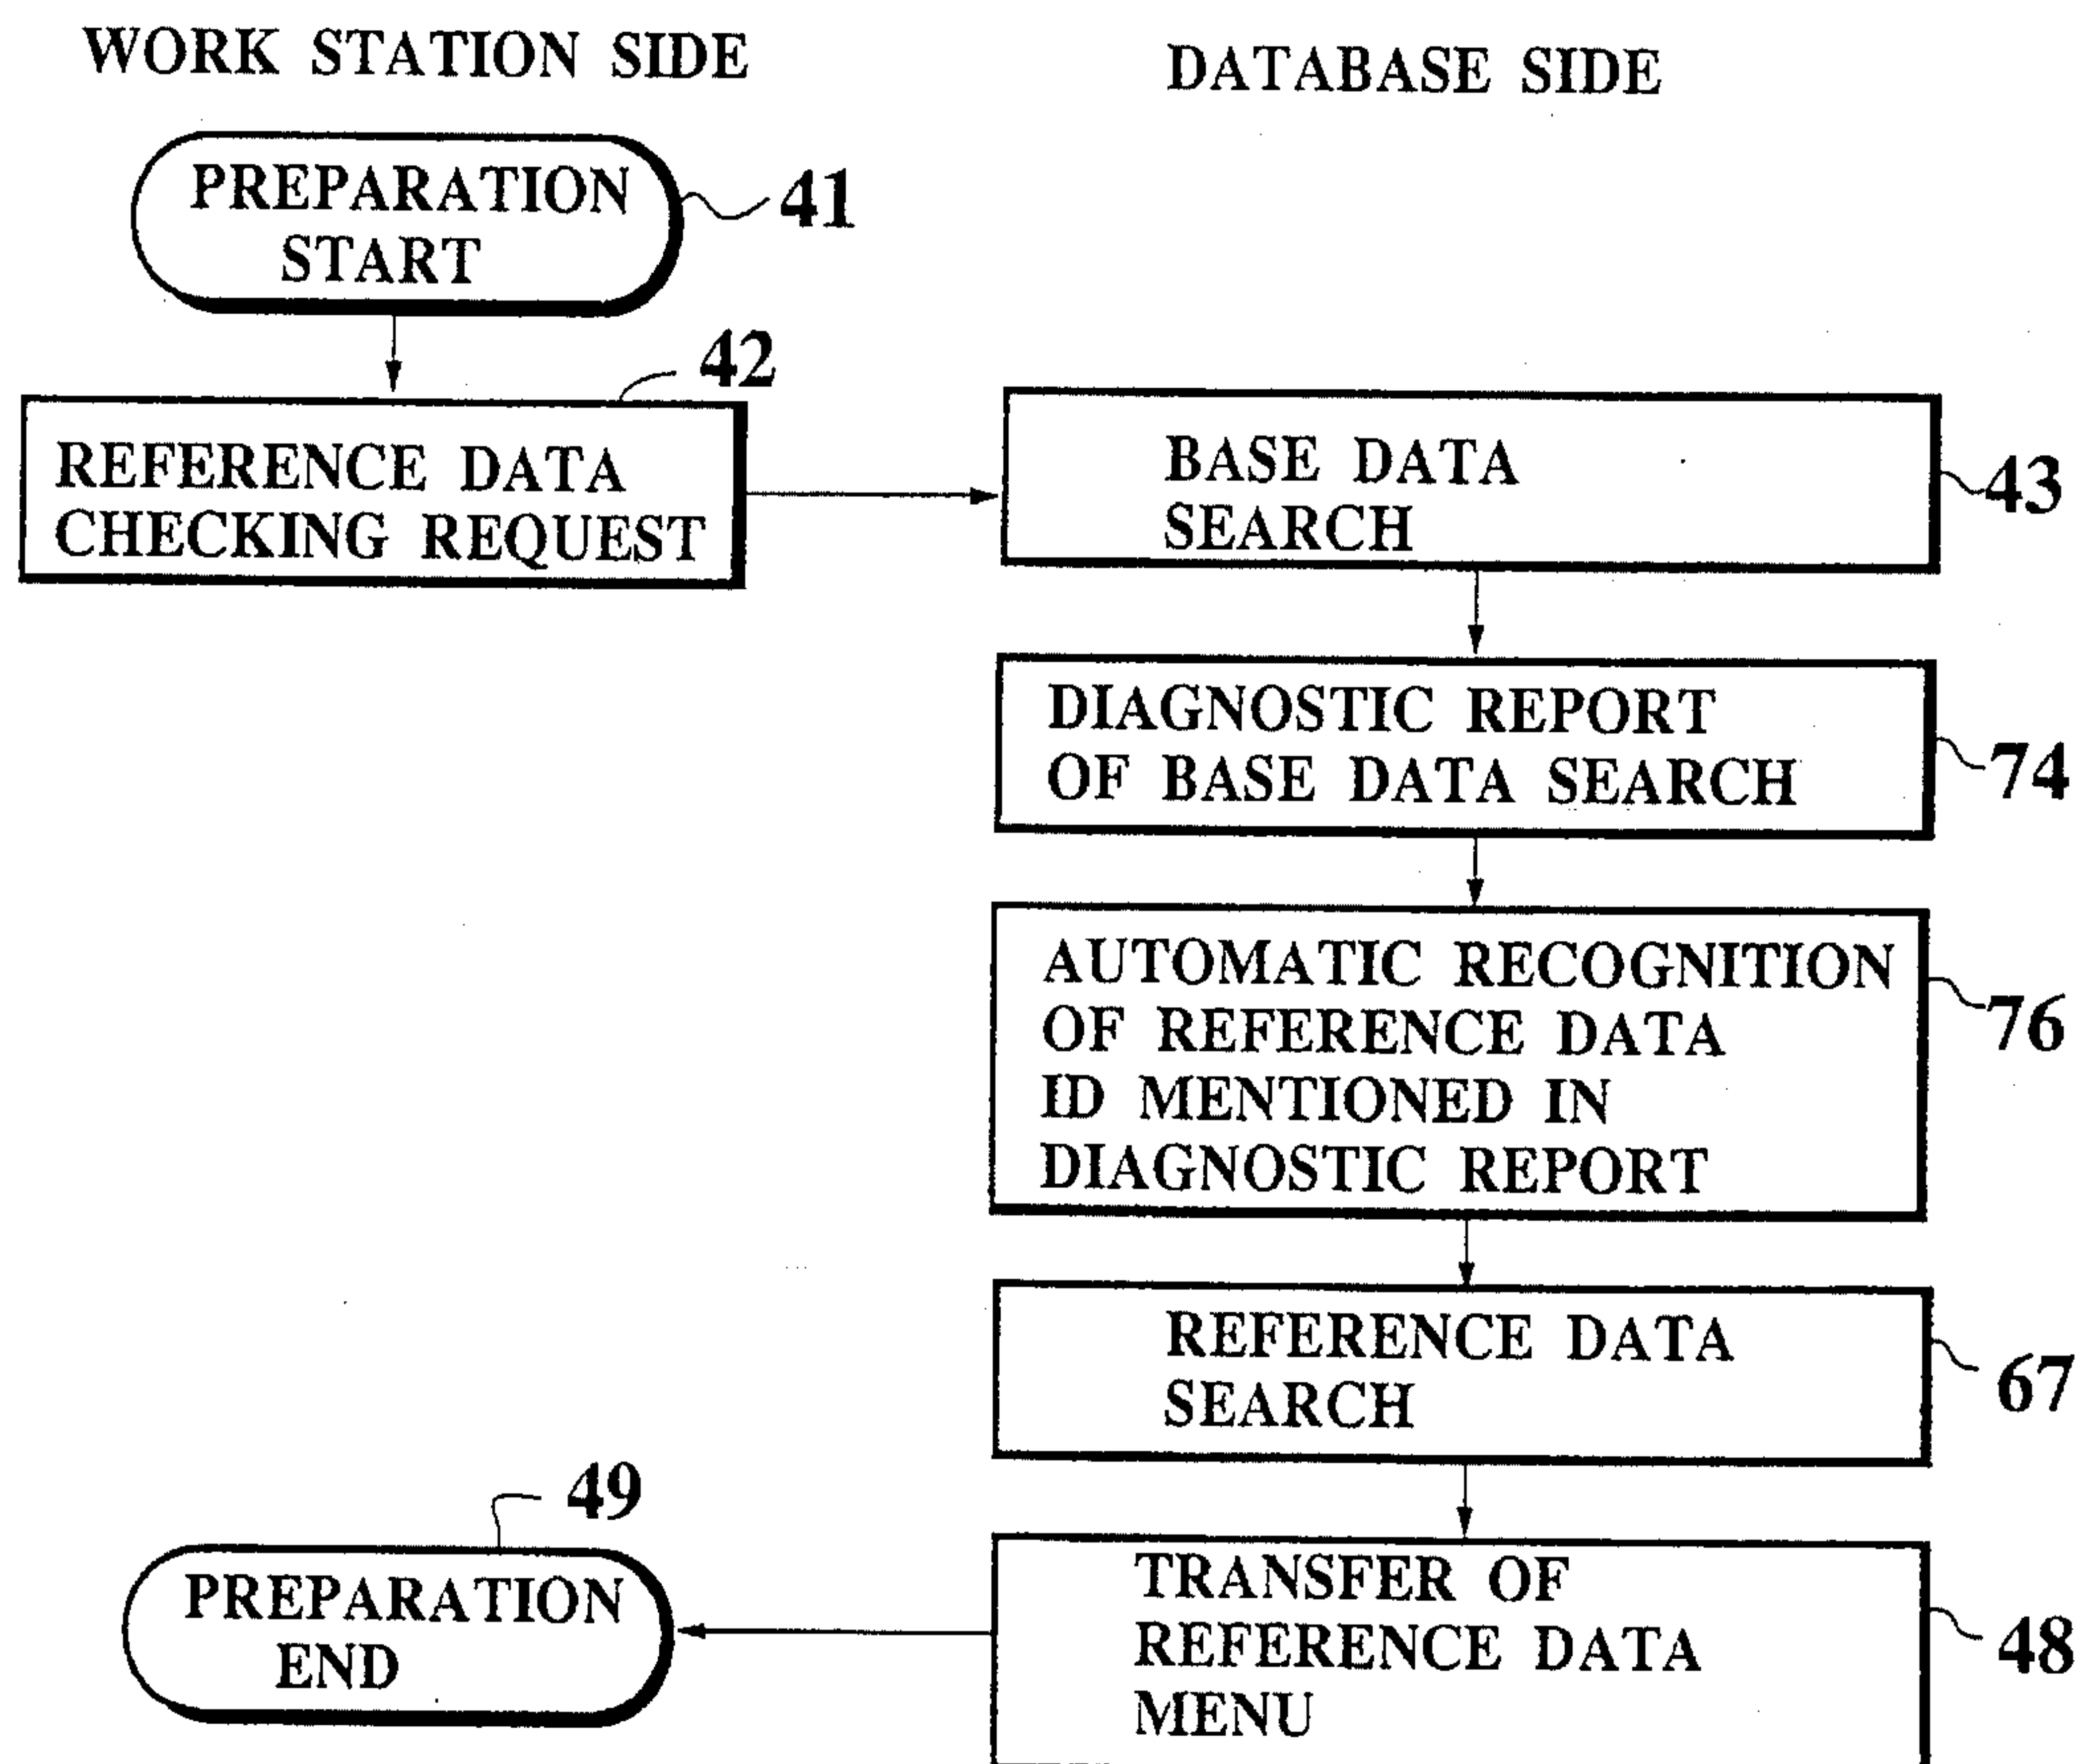 WORK STATION SIDE
DATABASE SIDE
PREPARATION
START
41
42
REFERENCE DATA
CHECKING REQUEST
BASE DATA
SEARCH
43
DIAGNOSTIC REPORT
OF BASE DATA SEARCH
74
AUTOMATIC RECOGNITION
OF REFERENCE DATA
ID MENTIONED IN
DIAGNOSTIC REPORT
76
REFERENCE DATA
SEARCH
67
49
PREPARATION
END
TRANSFER OF
REFERENCE DATA
MENU
48